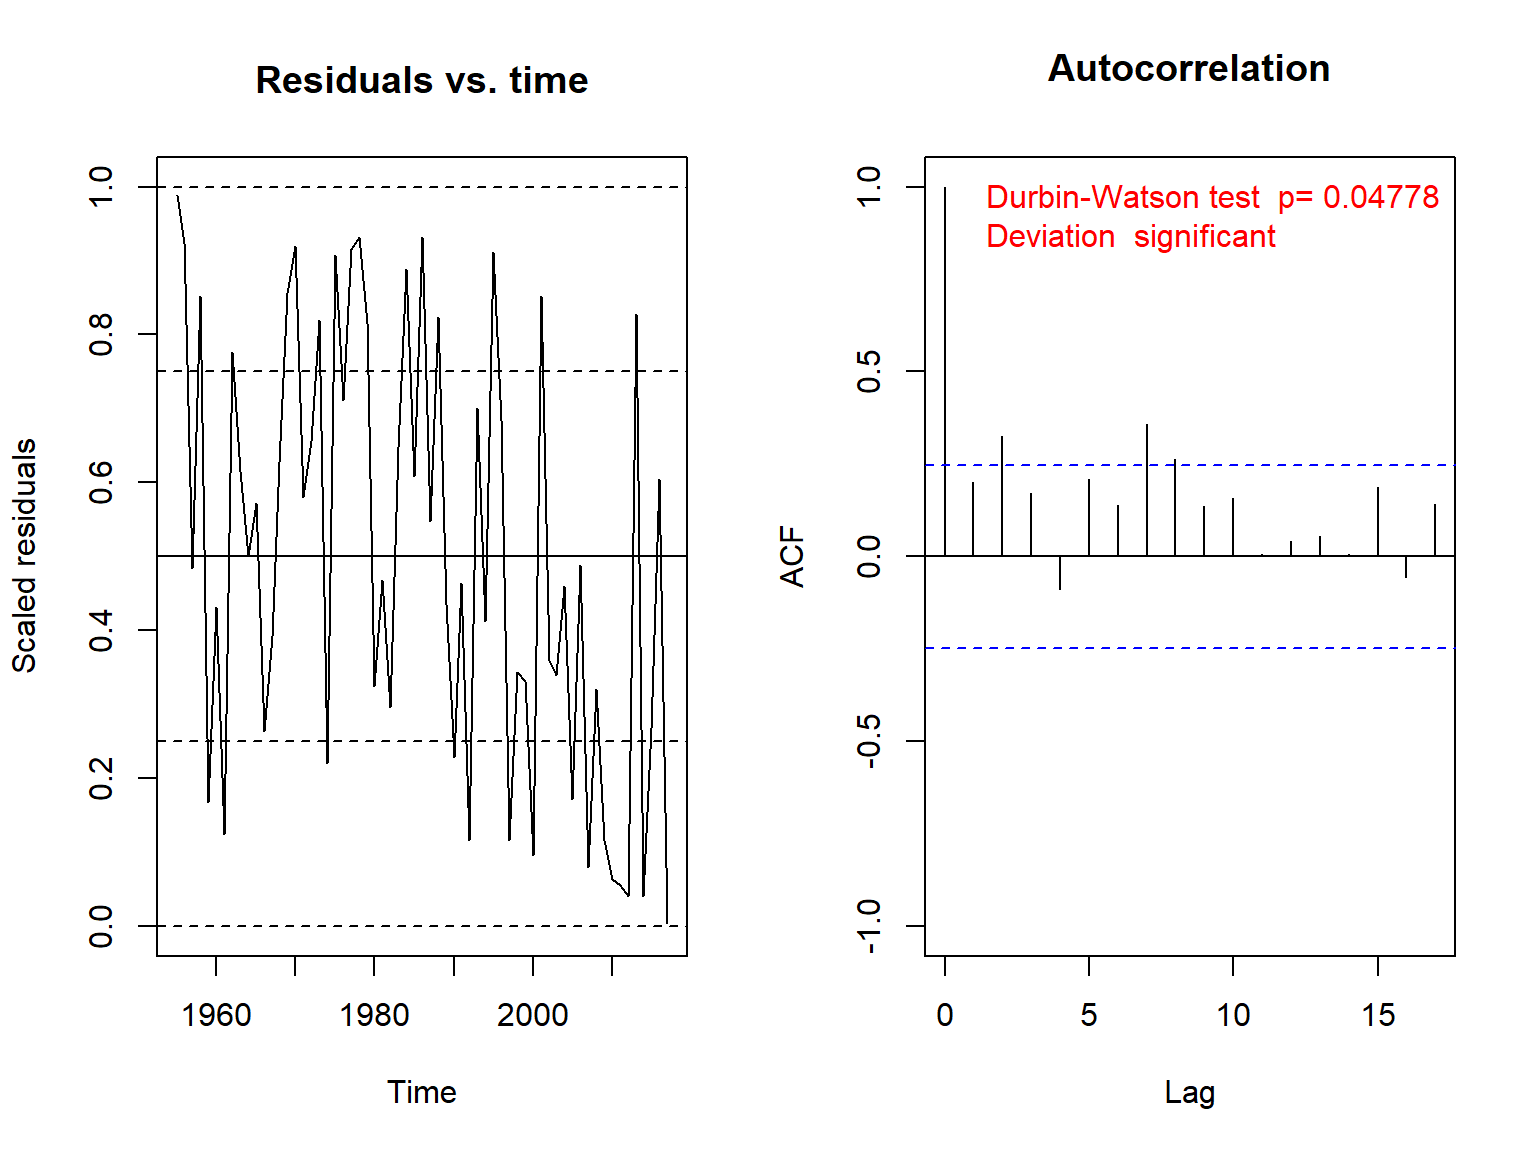 Residuals vs. time
Scaled residuals
1.0
0.8
0.6
0.4
0.2
0.0
1960 1980 2000
Time
Autocorrelation
Durbin-Watson test  p= 0.04778
Deviation  significant
ACF
1.0
0.5
0.0
-0.5
-1.0
0 5 10 15
Lag